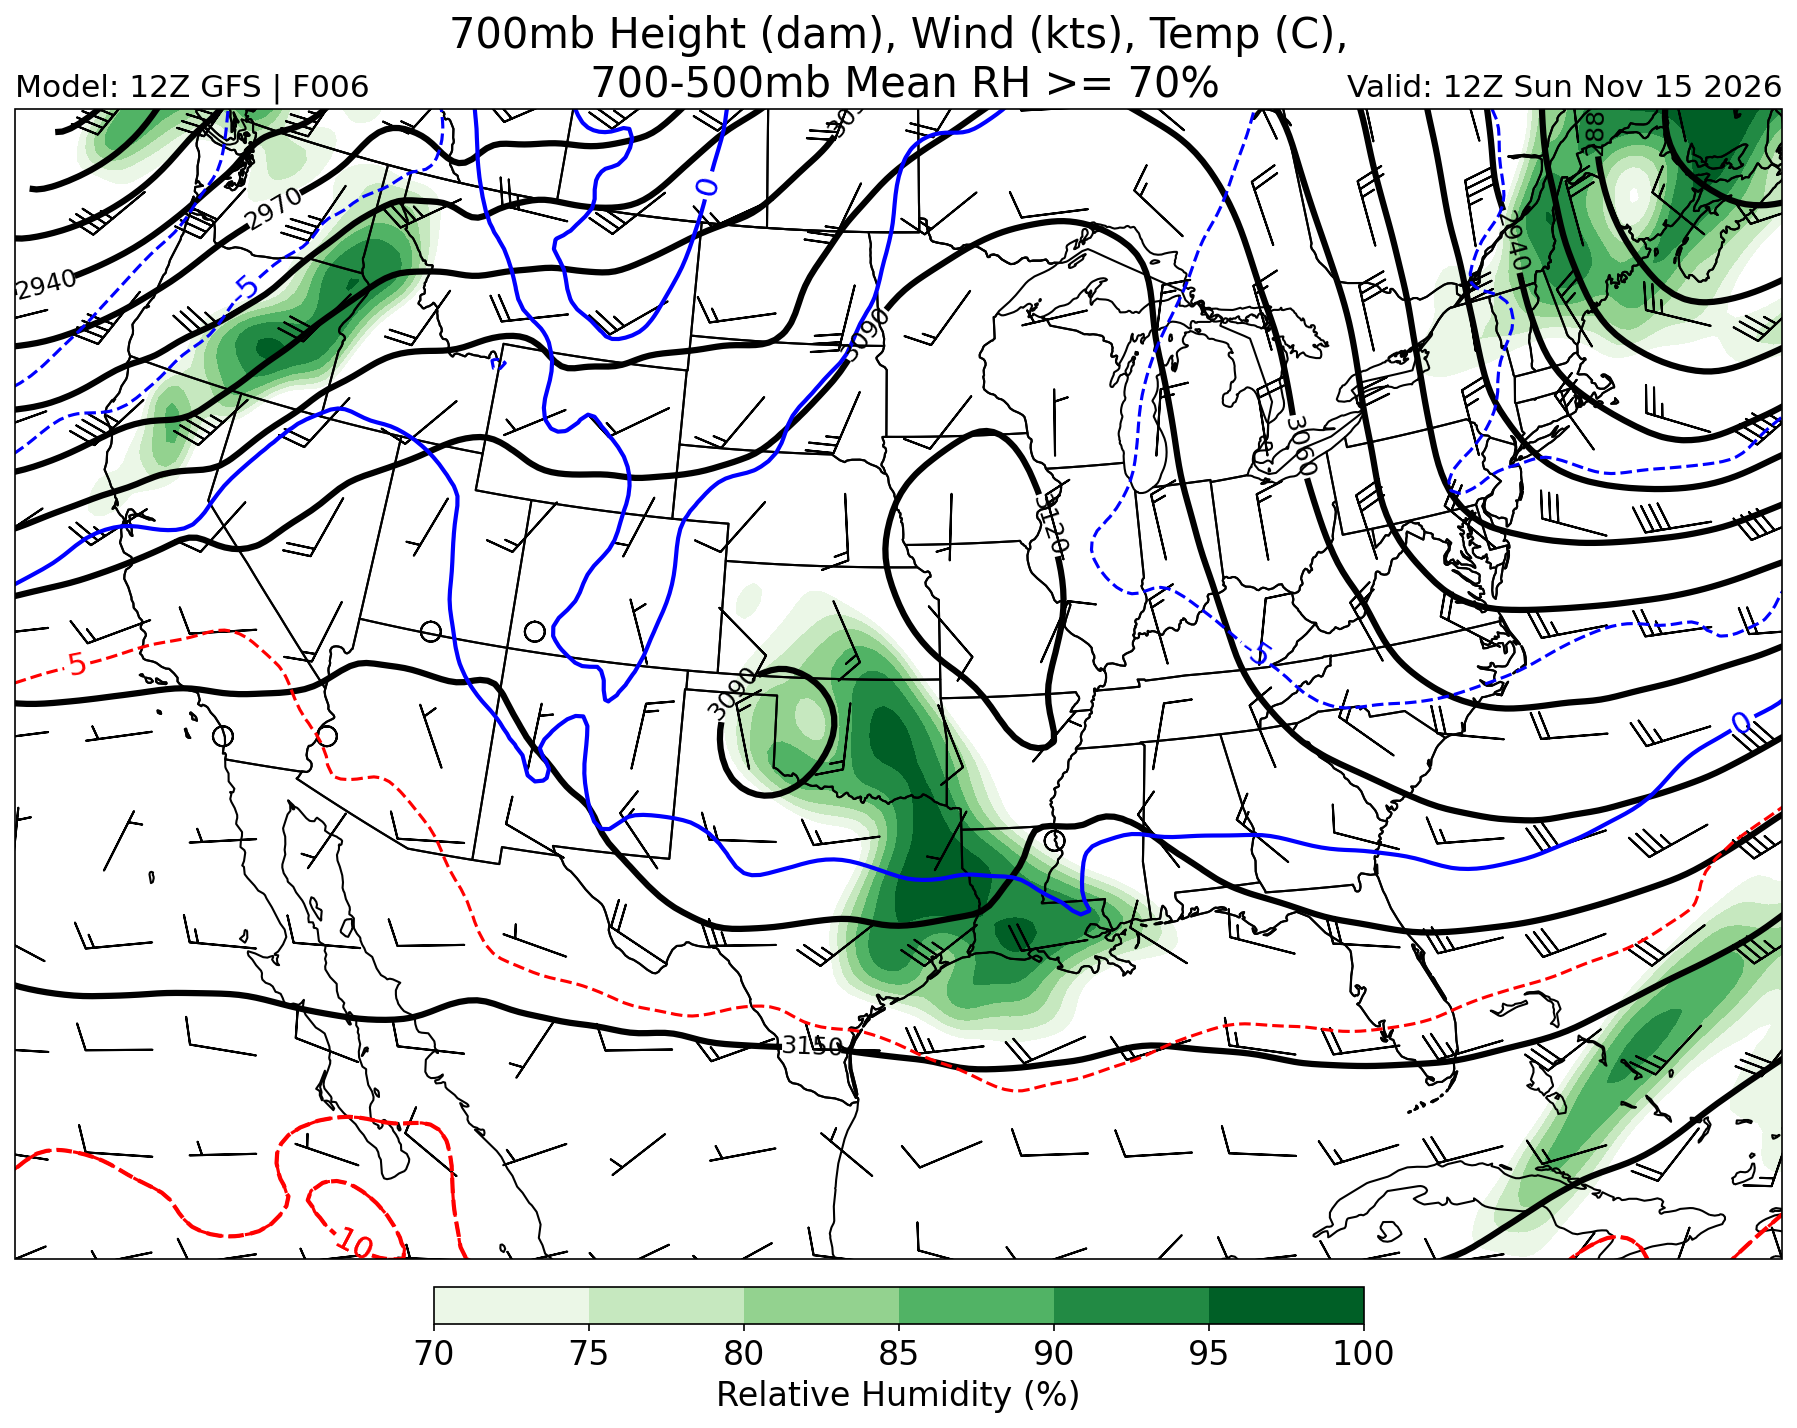 700mb Height (dam), Wind (kts), Temp (C),
700-500mb Mean RH >= 70%
Model: 12Z GFS | F006
Valid: 12Z Sun Nov 15 2026
2970
2940
5
0
3090
2940
3060
3120
5
3090
5
0
3150
10
70 75 80 85 90 95 100
Relative Humidity (%)